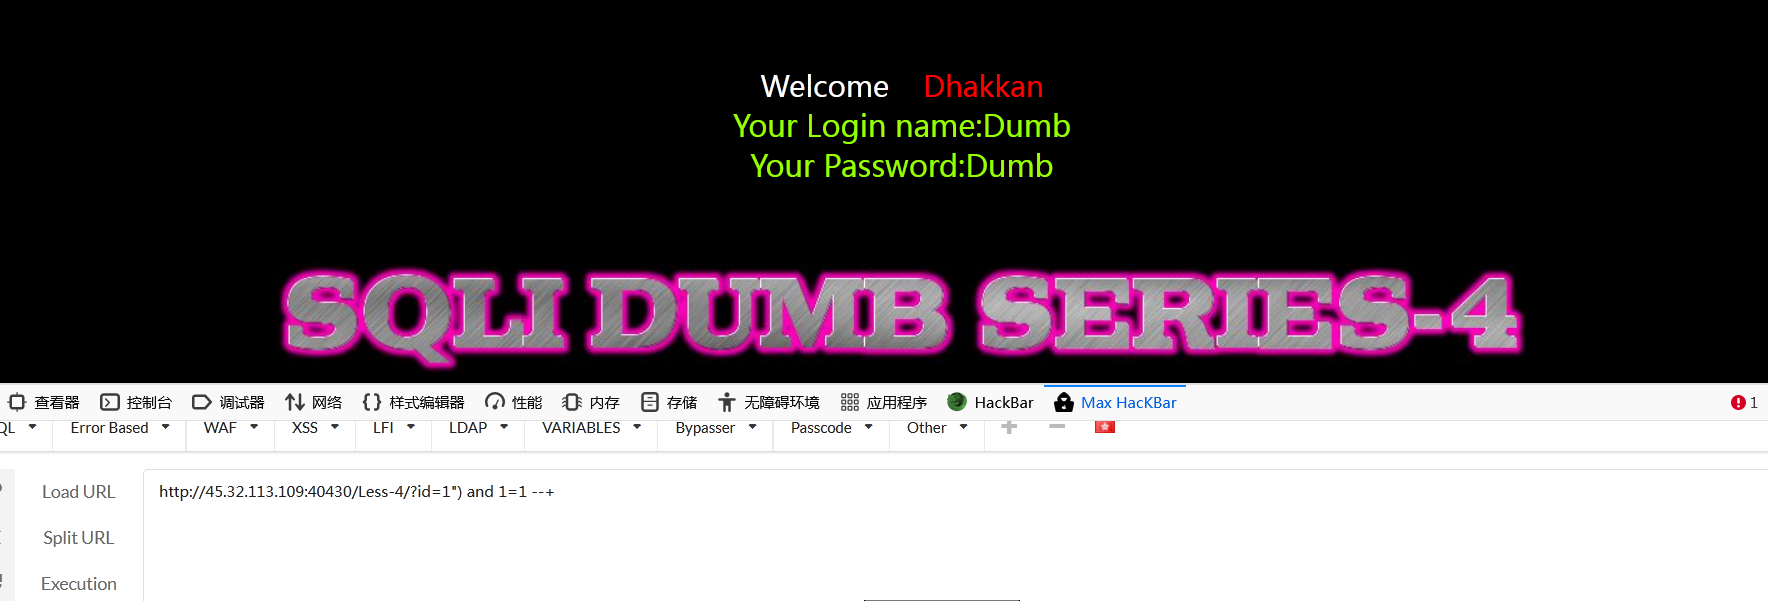 Welcome Dhakkan
Your Login name:Dumb
Your Password:Dumb
SQLI DUMB SERIES-4
查看器 控制台 调试器 网络 样式编辑器 性能 内存 存储 无障碍环境 应用程序 HackBar Max HacKBar 1
QL Error Based WAF XSS LFI LDAP VARIABLES Bypasser Passcode Other
Load URL http://45.32.113.109:40430/Less-4/?id=1") and 1=1 --+
Split URL
Execution